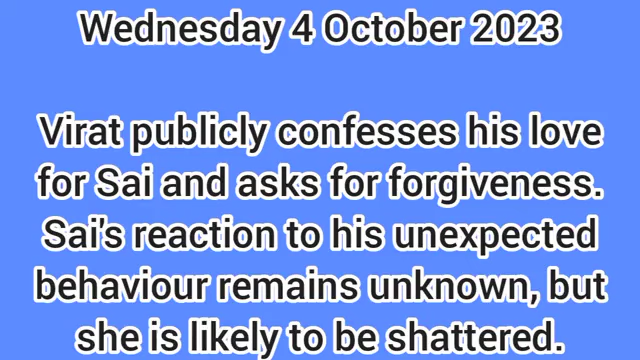 Wednesday 4 October 2023
Virat publicly confesses his love
for Sai and asks for forgiveness.
Sai's reaction to his unexpected
behaviour remains unknown, but
she is likely to be shattered.